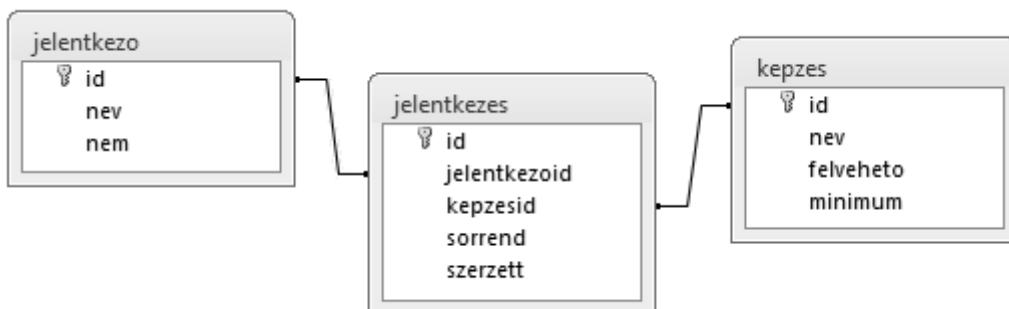 jelentkezo
id
nev
nem
jelentkezes
id
jelentkezoid
kepzesid
sorrend
szerzett
kepzes
id
nev
felveheto
minimum